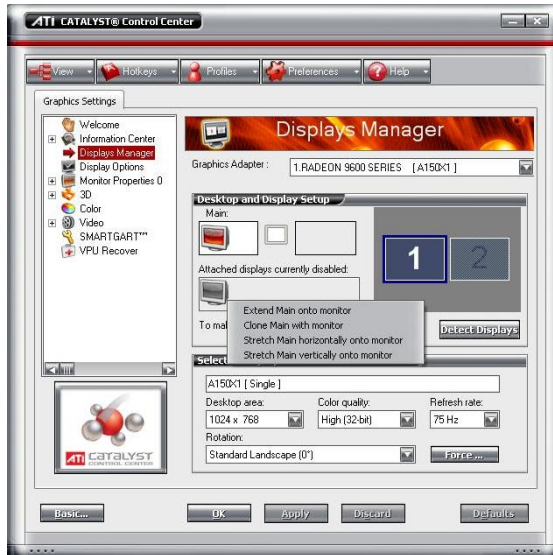 ATI CATALYST® Control Center
View Hotkeys Profiles Preferences Help
Graphics Settings
Welcome
Information Center
Displays Manager
Display Options
Monitor Properties 0
3D
Color
Video
SMARTGART™
VPU Recover
ATI CATALYST
CONTROL CENTER
Displays Manager
Graphics Adapter : 1.RADEON 9600 SERIES [A150X1 ]
Desktop and Display Setup
Main:
1 2
Attached displays currently disabled:
Extend Main onto monitor
Clone Main with monitor
Stretch Main horizontally onto monitor
Stretch Main vertically onto monitor
To mal
Detect Displays
Select
A150X1 [ Single ]
Desktop area: Color quality: Refresh rate:
1024 x 768 High (32-bit) 75 Hz
Rotation:
Standard Landscape (0°) Force ...
Basic... OK Apply Discard Defaults